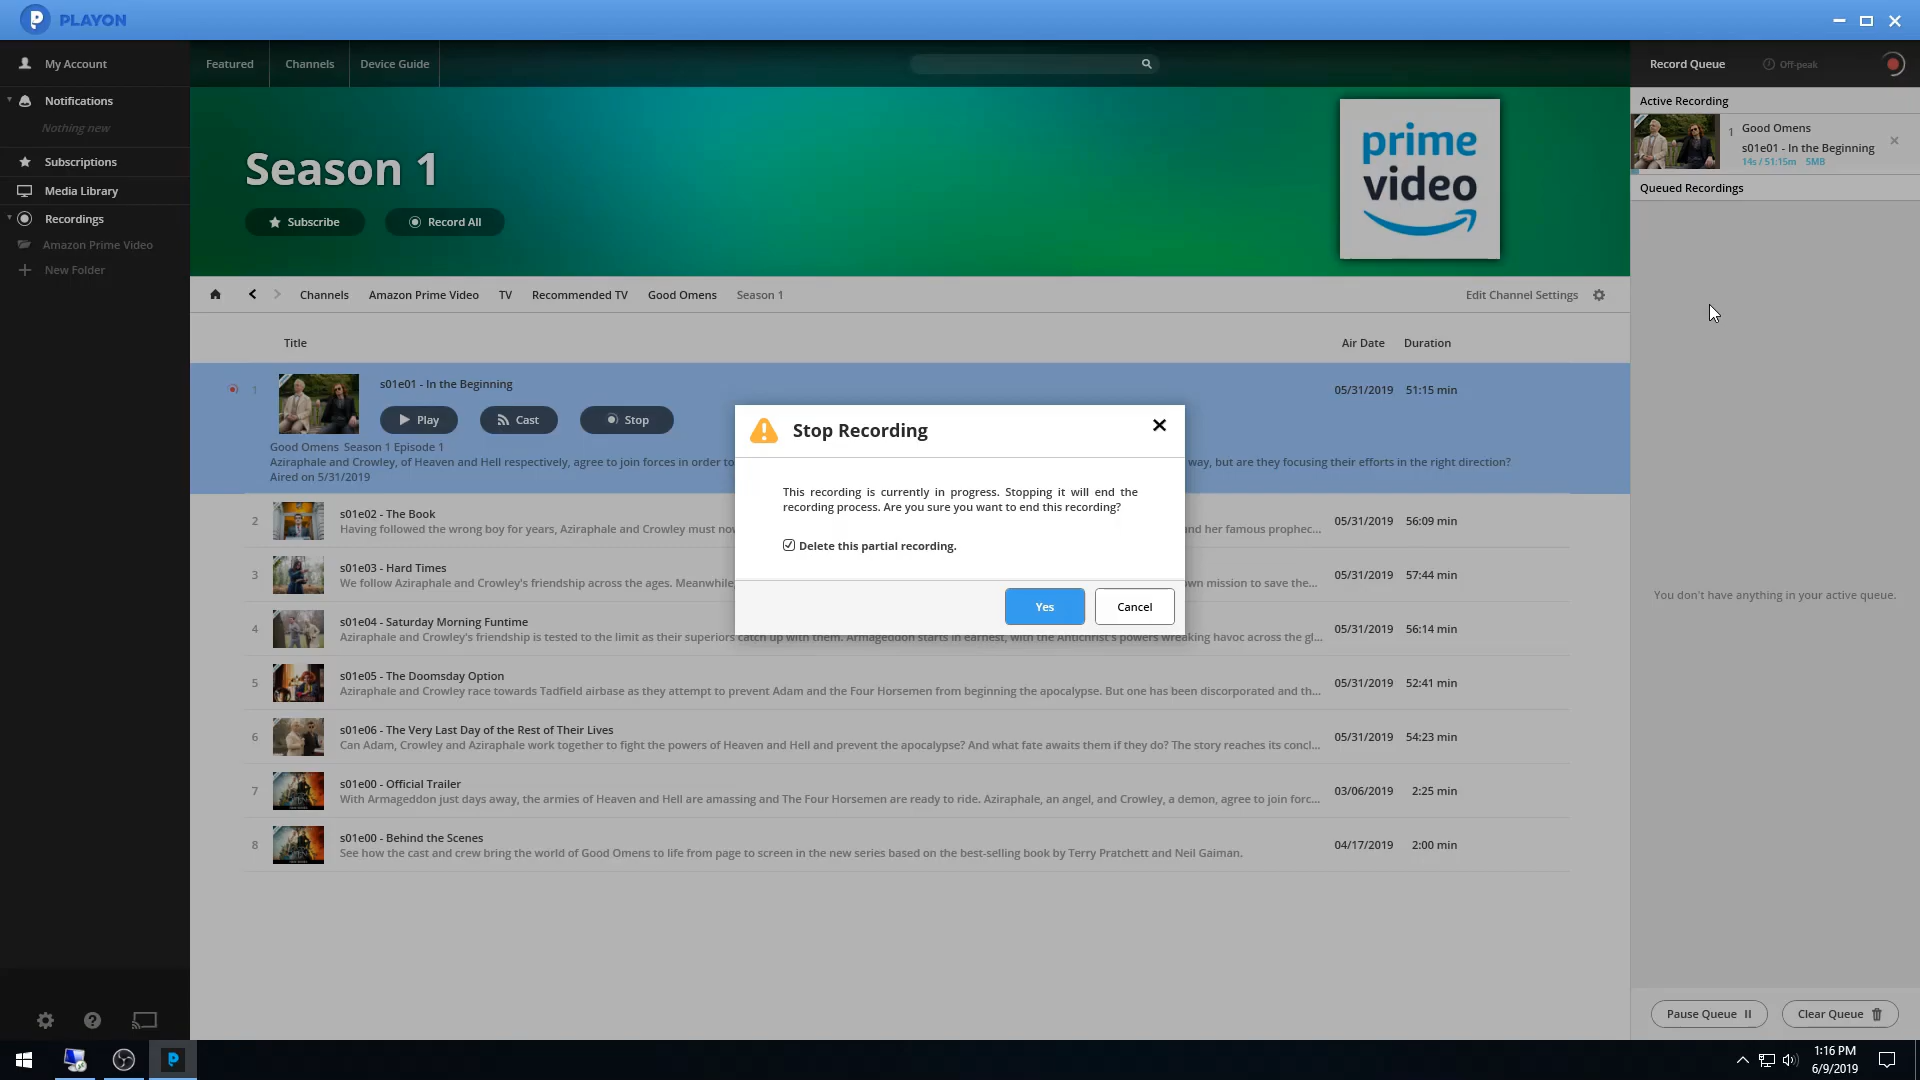 PLAYON
My Account
Notifications
Nothing new
Subscriptions
Media Library
Recordings
Amazon Prime Video
New Folder
Featured
Channels
Device Guide
Season 1
Subscribe
Record All
prime
video
Channels
Amazon Prime Video
TV
Recommended TV
Good Omens
Season 1
Edit Channel Settings
Title
Air Date
Duration
1
s01e01 - In the Beginning
05/31/2019
51:15 min
Play
Cast
Stop
Good Omens Season 1 Episode 1
Aziraphale and Crowley, of Heaven and Hell respectively, agree to join forces in order to
way, but are they focusing their efforts in the right direction?
Aired on 5/31/2019
2
s01e02 - The Book
Having followed the wrong boy for years, Aziraphale and Crowley must now
her famous prophec...
05/31/2019
56:09 min
3
s01e03 - Hard Times
We follow Aziraphale and Crowley's friendship across the ages. Meanwhile,
mission to save the...
05/31/2019
57:44 min
4
s01e04 - Saturday Morning Funtime
Aziraphale and Crowley's friendship is tested to the limit as their superiors catch up with them. Armageddon starts in earnest, with the Antichrist's powers wreaking havoc across the gl...
05/31/2019
56:14 min
5
s01e05 - The Doomsday Option
Aziraphale and Crowley race towards Tadfield airbase as they attempt to prevent Adam and the Four Horsemen from beginning the apocalypse. But one has been discorporated and th...
05/31/2019
52:41 min
6
s01e06 - The Very Last Day of the Rest of Their Lives
Can Adam, Crowley and Aziraphale work together to fight the powers of Heaven and Hell and prevent the apocalypse? And what fate awaits them if they do? The story reaches its concl...
05/31/2019
54:23 min
7
s01e00 - Official Trailer
With Armageddon just days away, the armies of Heaven and Hell are amassing and The Four Horsemen are ready to ride. Aziraphale, an angel, and Crowley, a demon, agree to join forc...
03/06/2019
2:25 min
8
s01e00 - Behind the Scenes
See how the cast and crew bring the world of Good Omens to life from page to screen in the new series based on the best-selling book by Terry Pratchett and Neil Gaiman.
04/17/2019
2:00 min
Stop Recording
This recording is currently in progress. Stopping it will end the
recording process. Are you sure you want to end this recording?
Delete this partial recording.
Yes
Cancel
Record Queue
Off-peak
Active Recording
1
Good Omens
s01e01 - In the Beginning
14s / 51:15m 5MB
Queued Recordings
You don't have anything in your active queue.
Pause Queue
Clear Queue
1:16 PM
6/9/2019